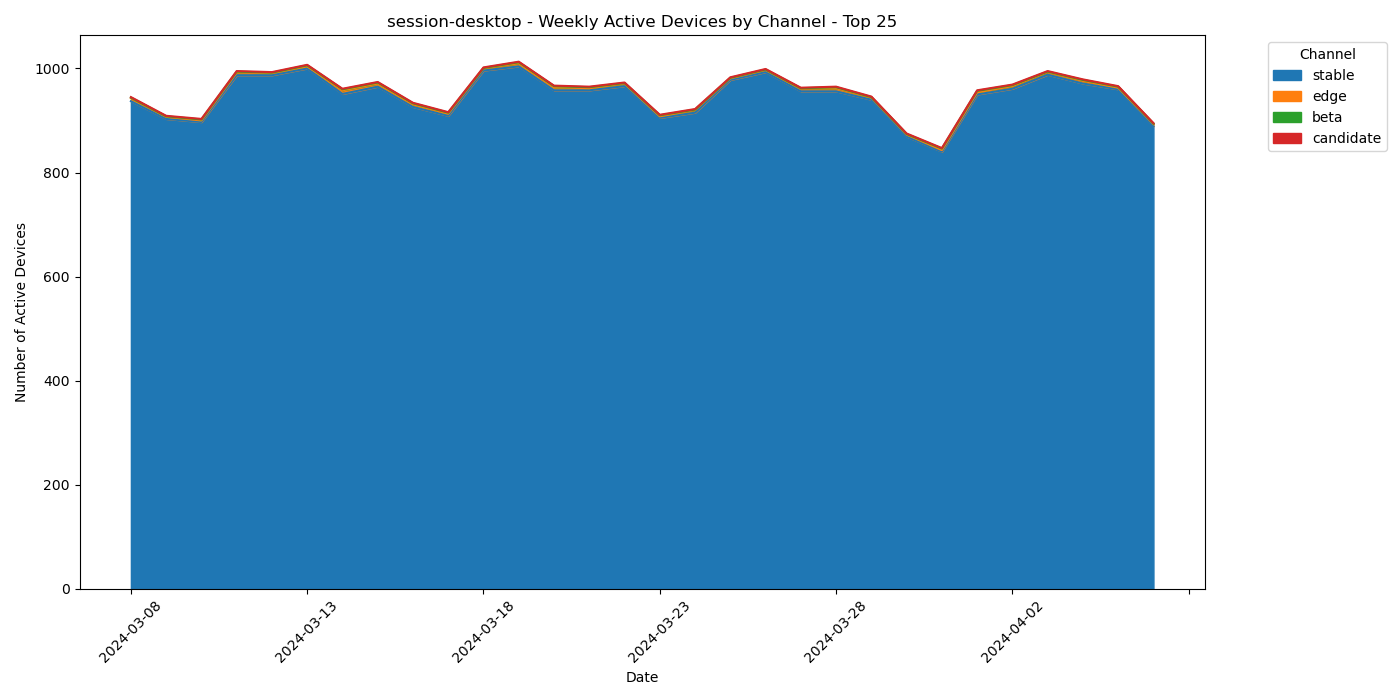 session-desktop - Weekly Active Devices by Channel - Top 25
Channel
stable
edge
beta
candidate
Number of Active Devices
1000
800
600
400
200
0
2024-03-08
2024-03-13
2024-03-18
2024-03-23
2024-03-28
2024-04-02
Date